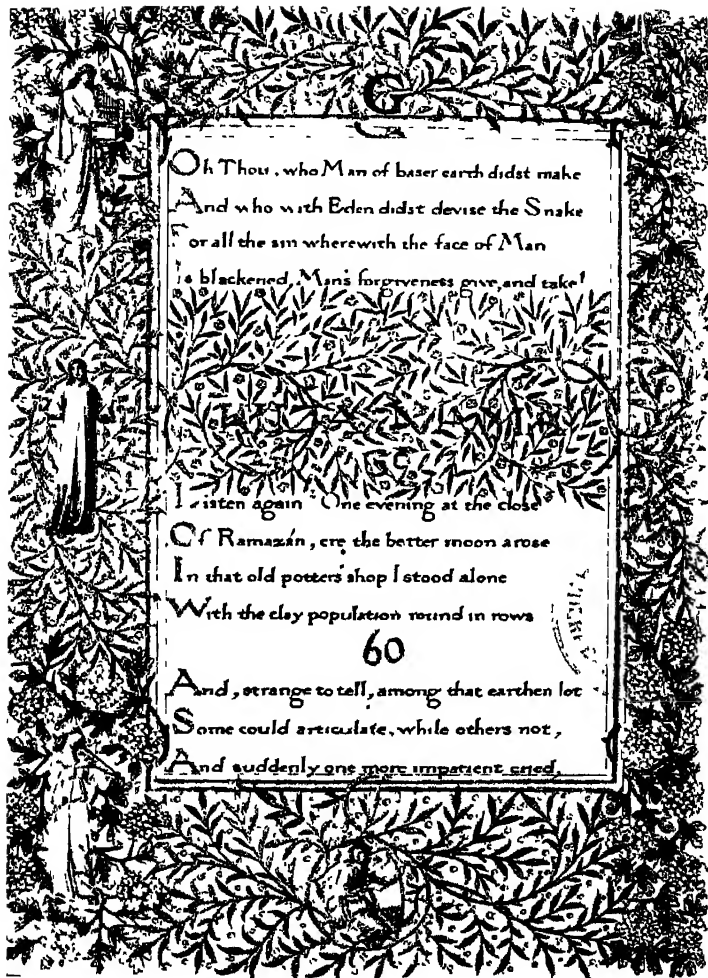 Oh Thou, who Man of baser earth didst make
And who with Eden didst devise the Snake
For all the sin wherewith the face of Man
Is blackened, Man's forgiveness give, and take!
Listen again One evening at the close
Of Ramazán, ere the better moon arose
In that old potters' shop I stood alone
With the clay population round in rows
60
And, strange to tell, among that earthen lot
Some could articulate, while others not,
And suddenly one more impatient cried,